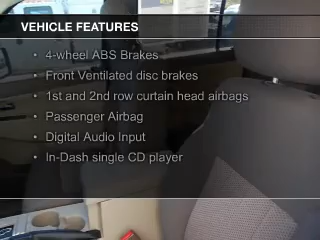 VEHICLE FEATURES
• 4-wheel ABS Brakes
• Front Ventilated disc brakes
• 1st and 2nd row curtain head airbags
• Passenger Airbag
• Digital Audio Input
• In-Dash single CD player